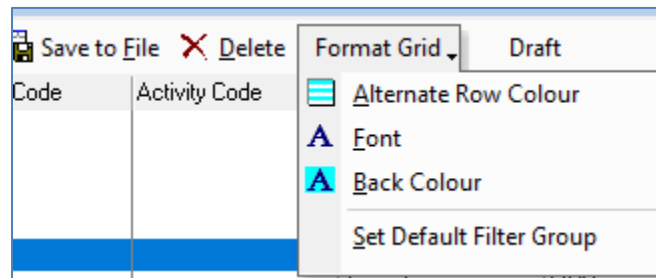 Save to File Delete Format Grid Draft
Code Activity Code
Alternate Row Colour
Font
Back Colour
Set Default Filter Group